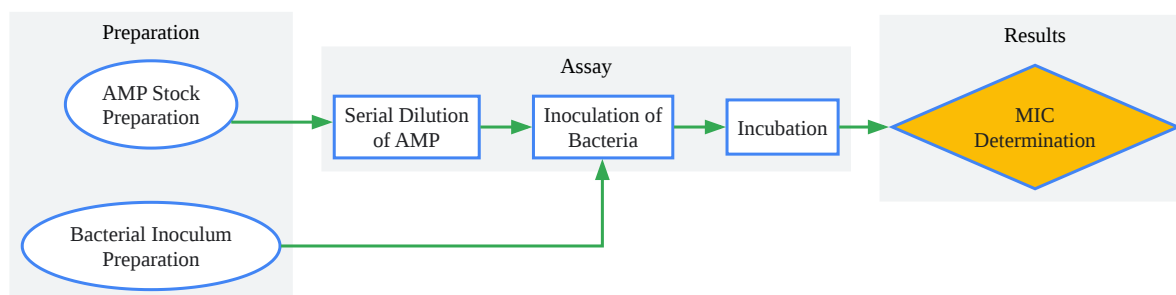 Preparation
AMP Stock
Preparation
Bacterial Inoculum
Preparation
Assay
Serial Dilution
of AMP
Inoculation of
Bacteria
Incubation
Results
MIC
Determination